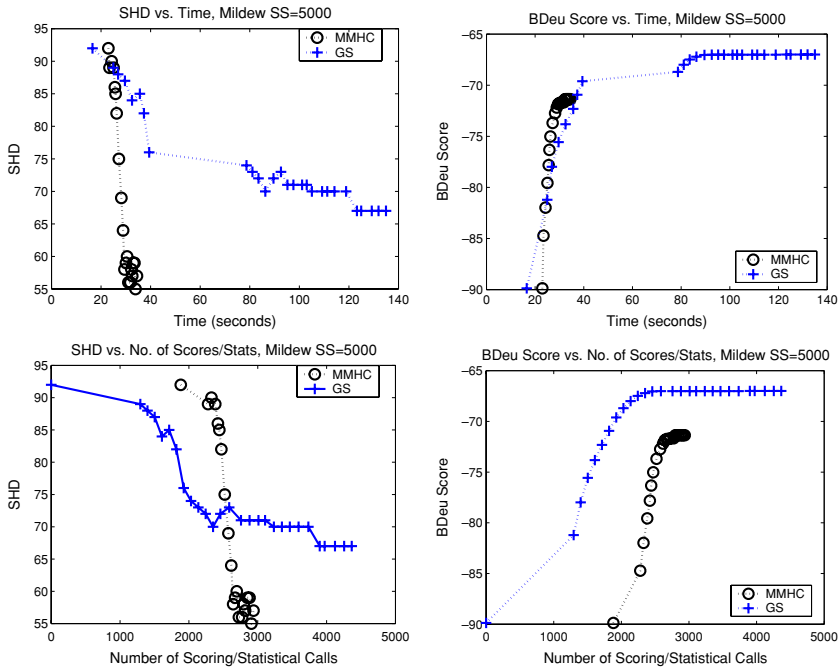 SHD vs. Time, Mildew SS=5000
MMHC
GS
95
90
85
80
75
70
65
60
55
SHD
0
20
40
60
80
100
120
140
Time (seconds)
BDeu Score vs. Time, Mildew SS=5000
−65
−70
−75
−80
−85
−90
BDeu Score
MMHC
GS
0
20
40
60
80
100
120
140
Time (seconds)
SHD vs. No. of Scores/Stats, Mildew SS=5000
MMHC
GS
95
90
85
80
75
70
65
60
55
SHD
0
1000
2000
3000
4000
5000
Number of Scoring/Statistical Calls
BDeu Score vs. No. of Scores/Stats, Mildew SS=5000
−65
−70
−75
−80
−85
−90
BDeu Score
MMHC
GS
0
1000
2000
3000
4000
5000
Number of Scoring/Statistical Calls